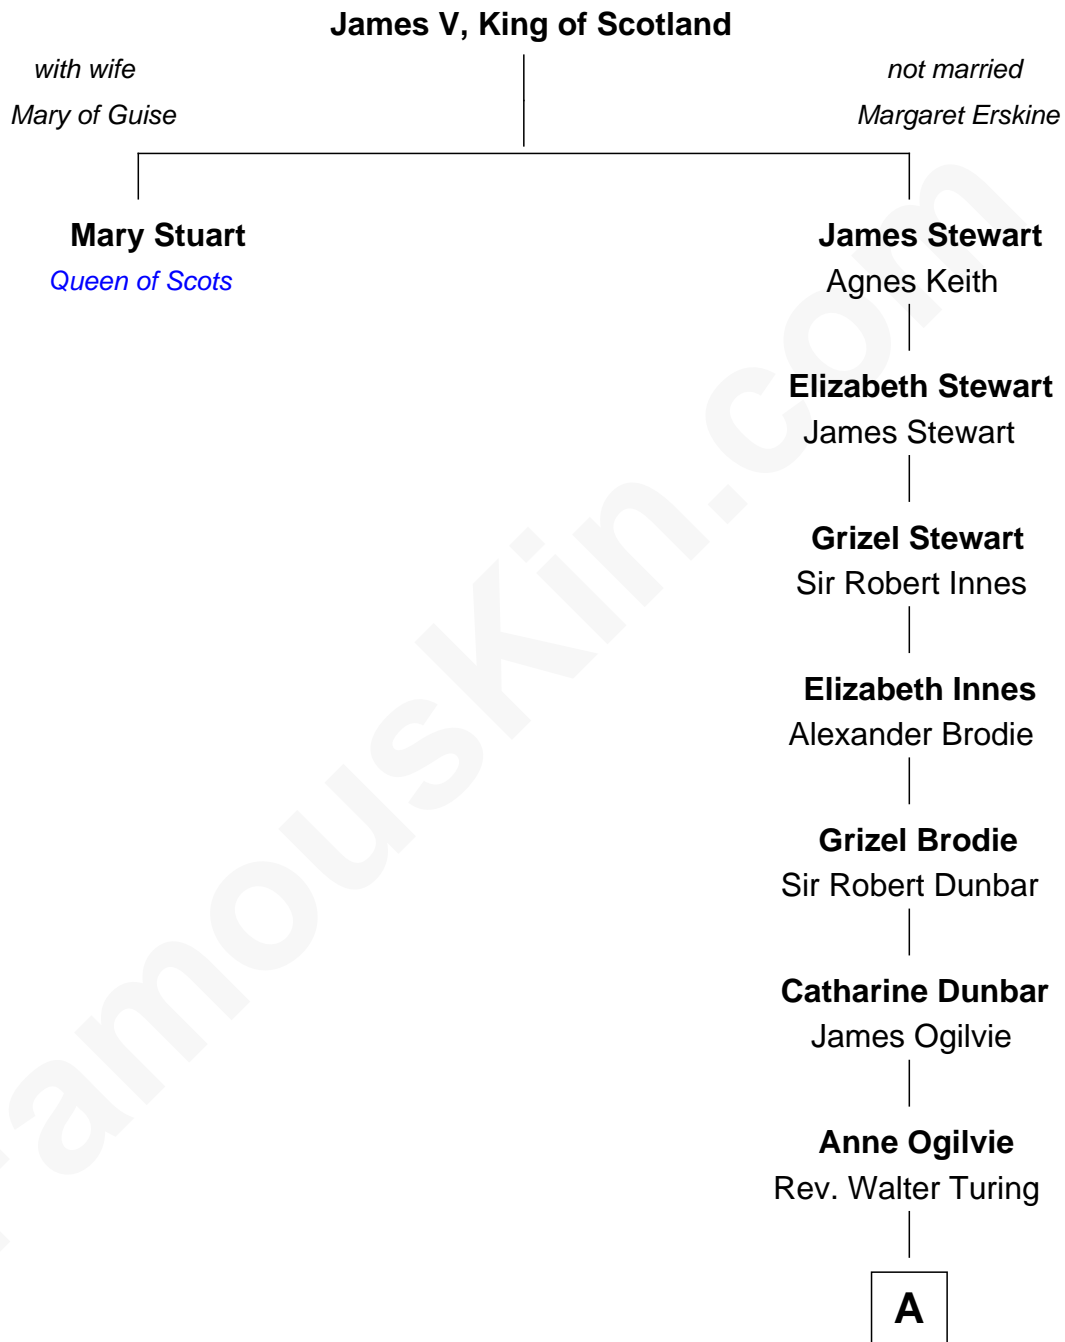 James V, King of Scotland
with wife
not married
Mary of Guise
Margaret Erskine
Mary Stuart
James Stewart
Queen of Scots
Agnes Keith
Elizabeth Stewart
James Stewart
Grizel Stewart
Sir Robert Innes
Elizabeth Innes
Alexander Brodie
Grizel Brodie
Sir Robert Dunbar
Catharine Dunbar
James Ogilvie
Anne Ogilvie
Rev. Walter Turing
A
FamousKin.com